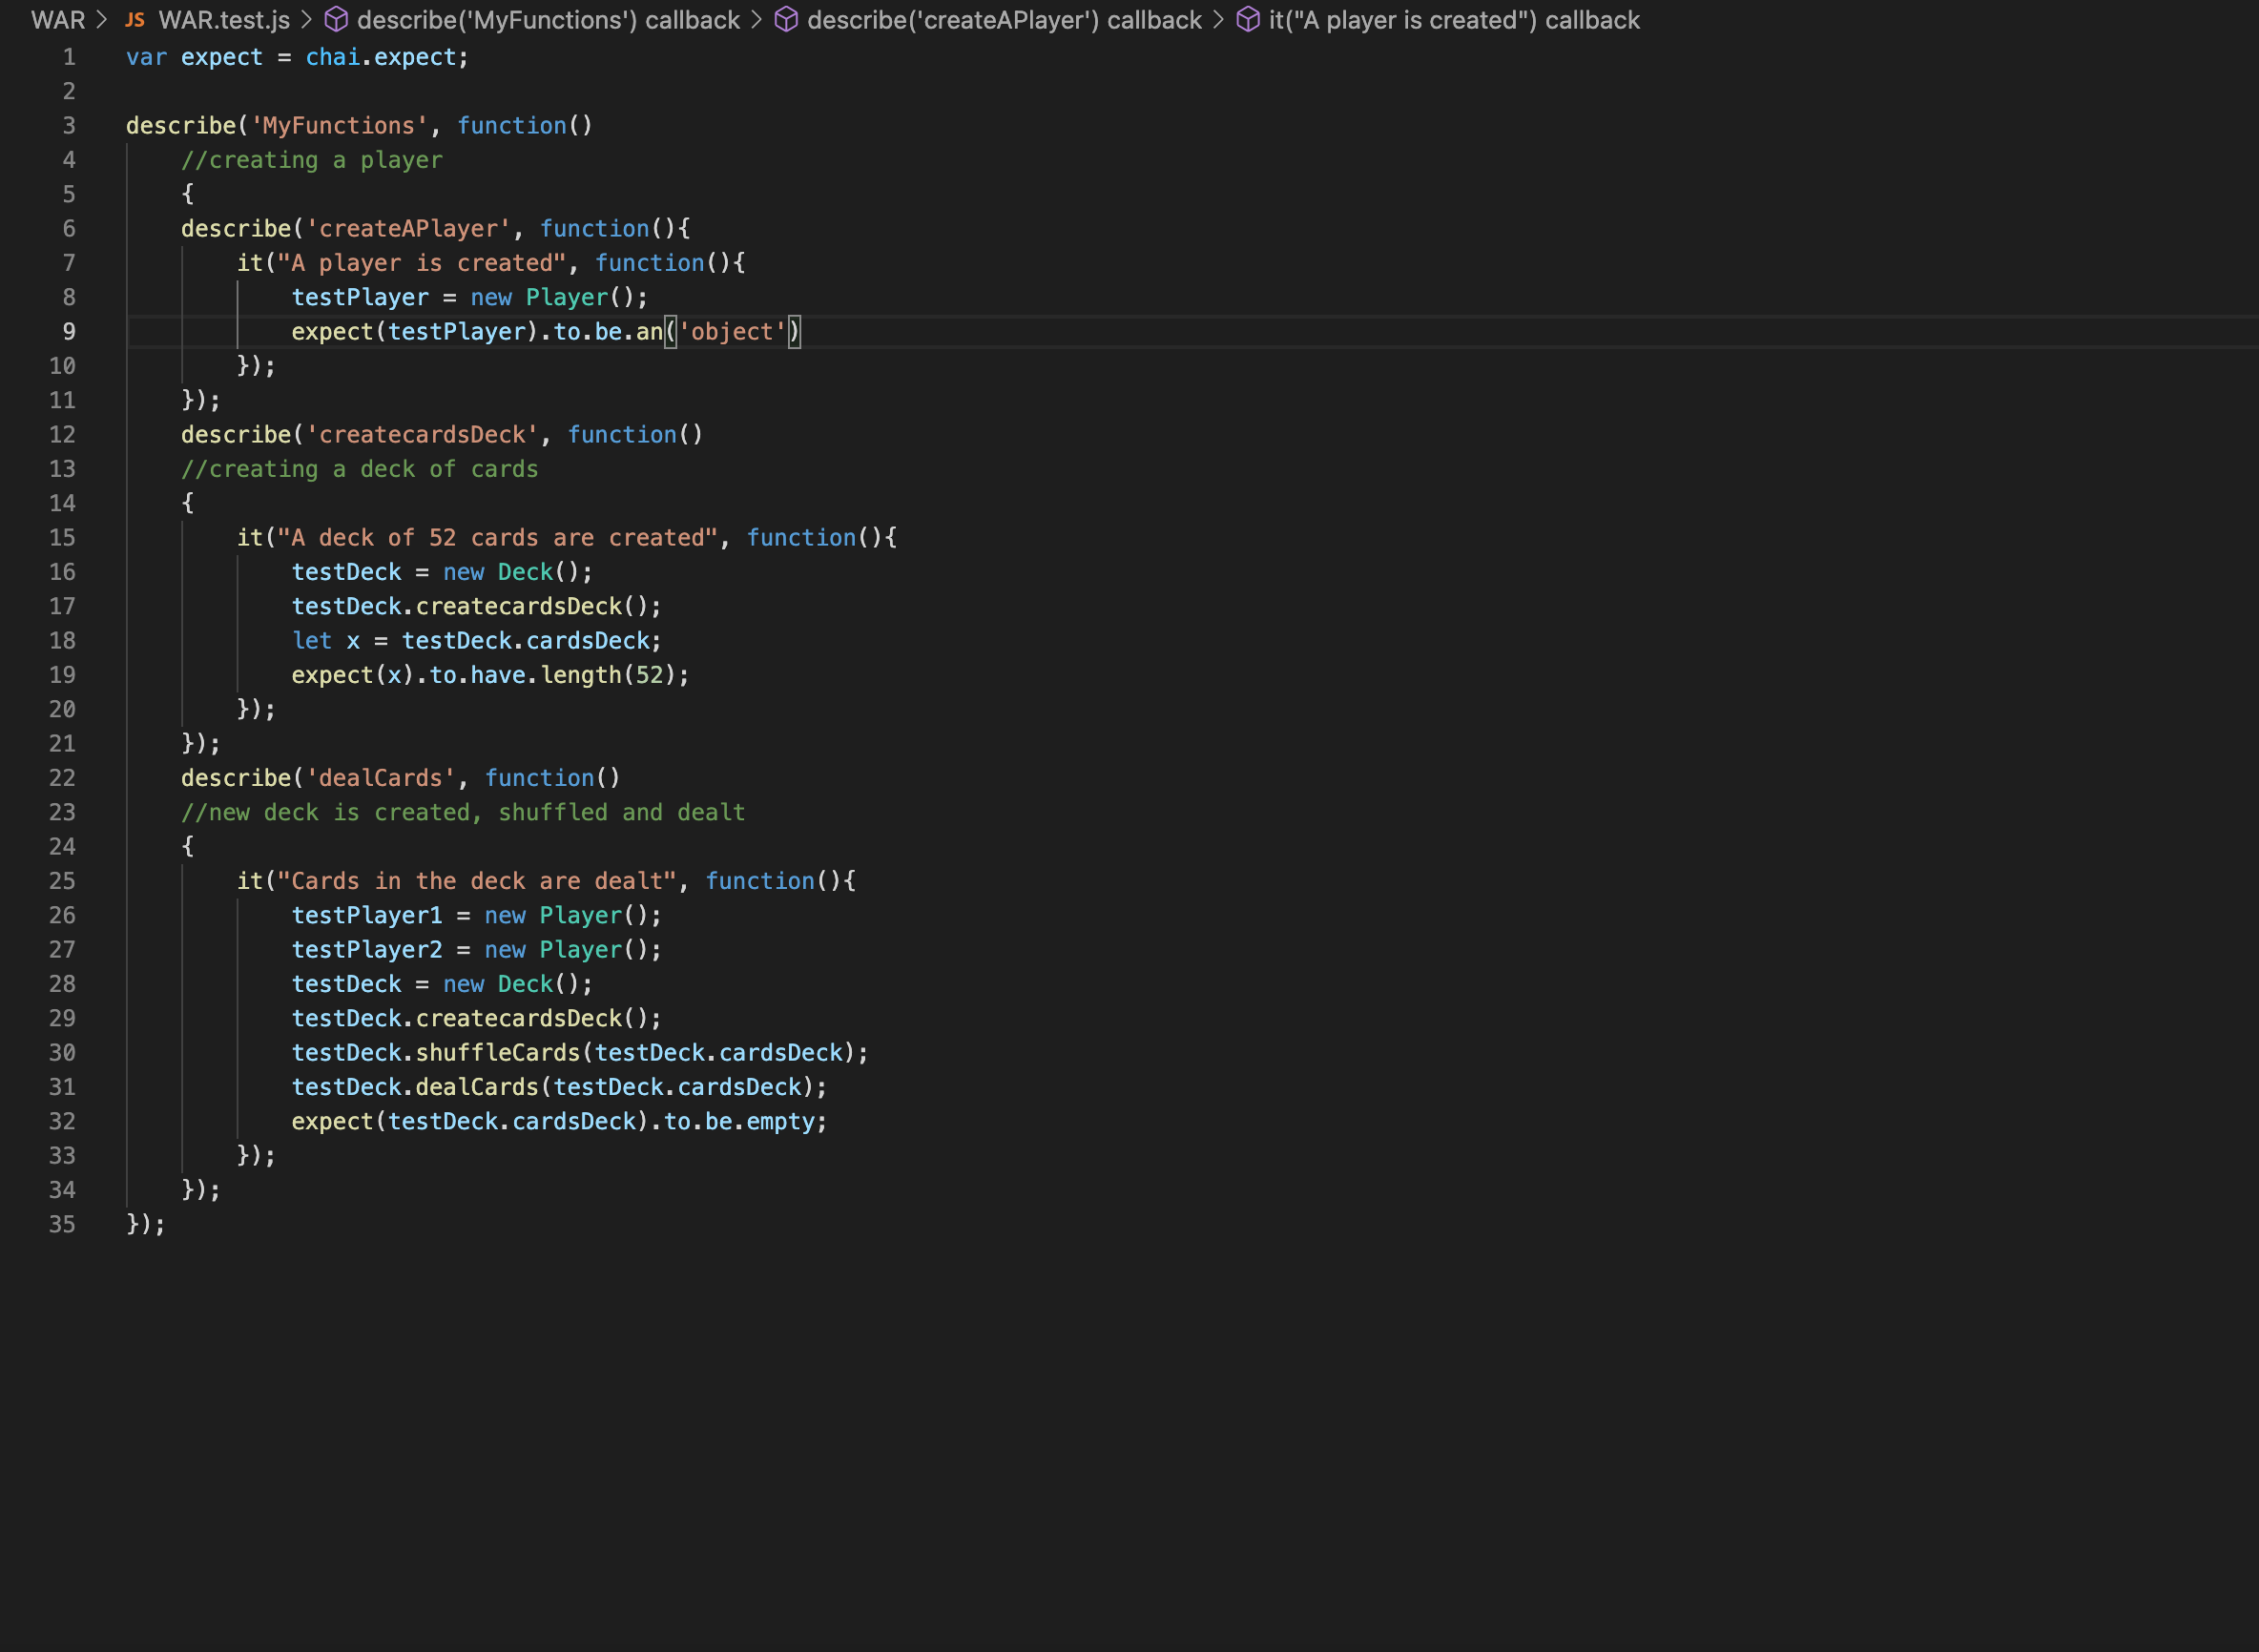 WAR > JS WAR.test.js > describe('MyFunctions') callback > describe('createAPlayer') callback > it("A player is created") callback
1 var expect = chai.expect;
2
3 describe('MyFunctions', function()
4     //creating a player
5     {
6     describe('createAPlayer', function(){
7         it("A player is created", function(){
8             testPlayer = new Player();
9             expect(testPlayer).to.be.an('object')
10         });
11     });
12     describe('createcardsDeck', function()
13     //creating a deck of cards
14     {
15         it("A deck of 52 cards are created", function(){
16             testDeck = new Deck();
17             testDeck.createcardsDeck();
18             let x = testDeck.cardsDeck;
19             expect(x).to.have.length(52);
20         });
21     });
22     describe('dealCards', function()
23     //new deck is created, shuffled and dealt
24     {
25         it("Cards in the deck are dealt", function(){
26             testPlayer1 = new Player();
27             testPlayer2 = new Player();
28             testDeck = new Deck();
29             testDeck.createcardsDeck();
30             testDeck.shuffleCards(testDeck.cardsDeck);
31             testDeck.dealCards(testDeck.cardsDeck);
32             expect(testDeck.cardsDeck).to.be.empty;
33         });
34     });
35 });